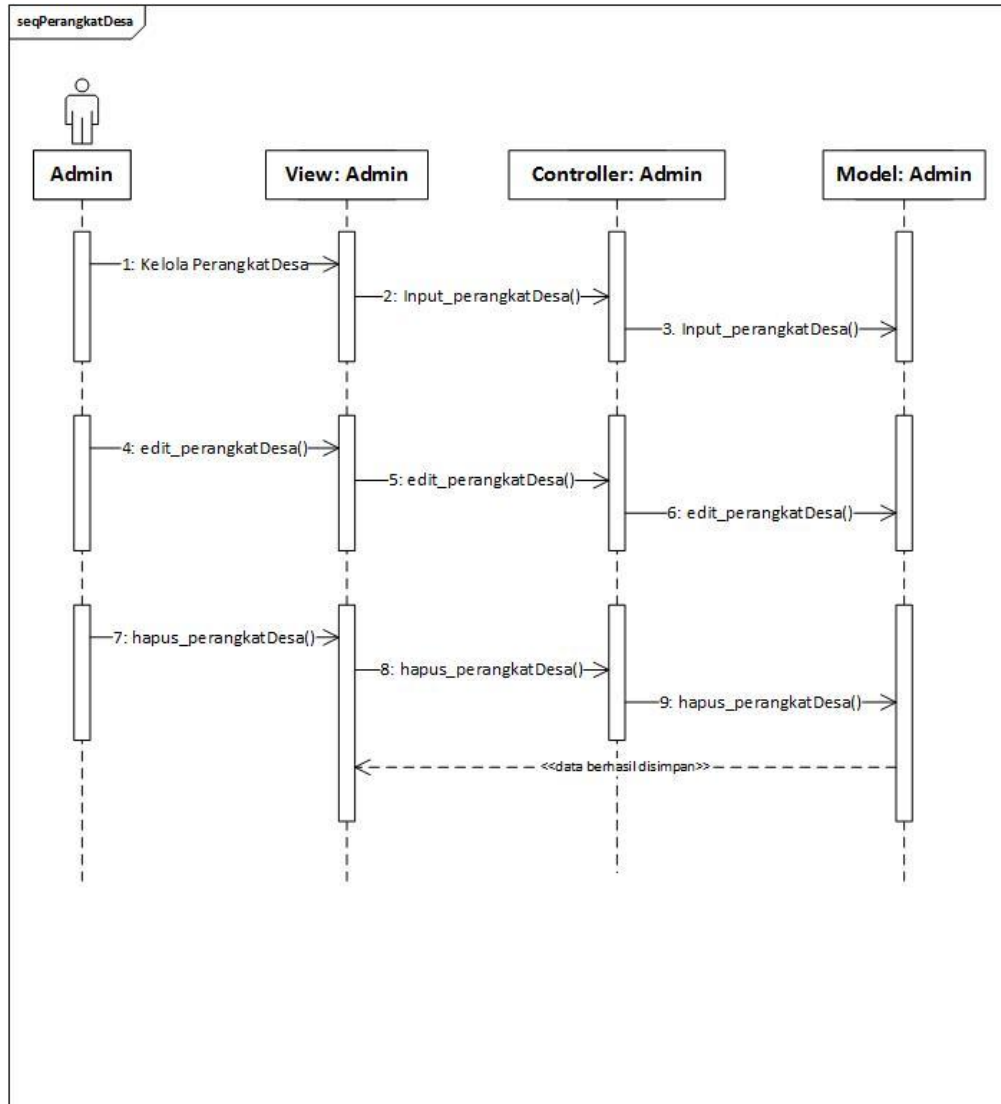 seqPerangkatDesa
Admin
View: Admin
Controller: Admin
Model: Admin
1: Kelola PerangkatDesa
2: Input_perangkatDesa()
3. Input_perangkatDesa()
4: edit_perangkatDesa()
5: edit_perangkatDesa()
6: edit_perangkatDesa()
7: hapus_perangkatDesa()
8: hapus_perangkatDesa()
9: hapus_perangkatDesa()
<<data berhasil disimpan>>